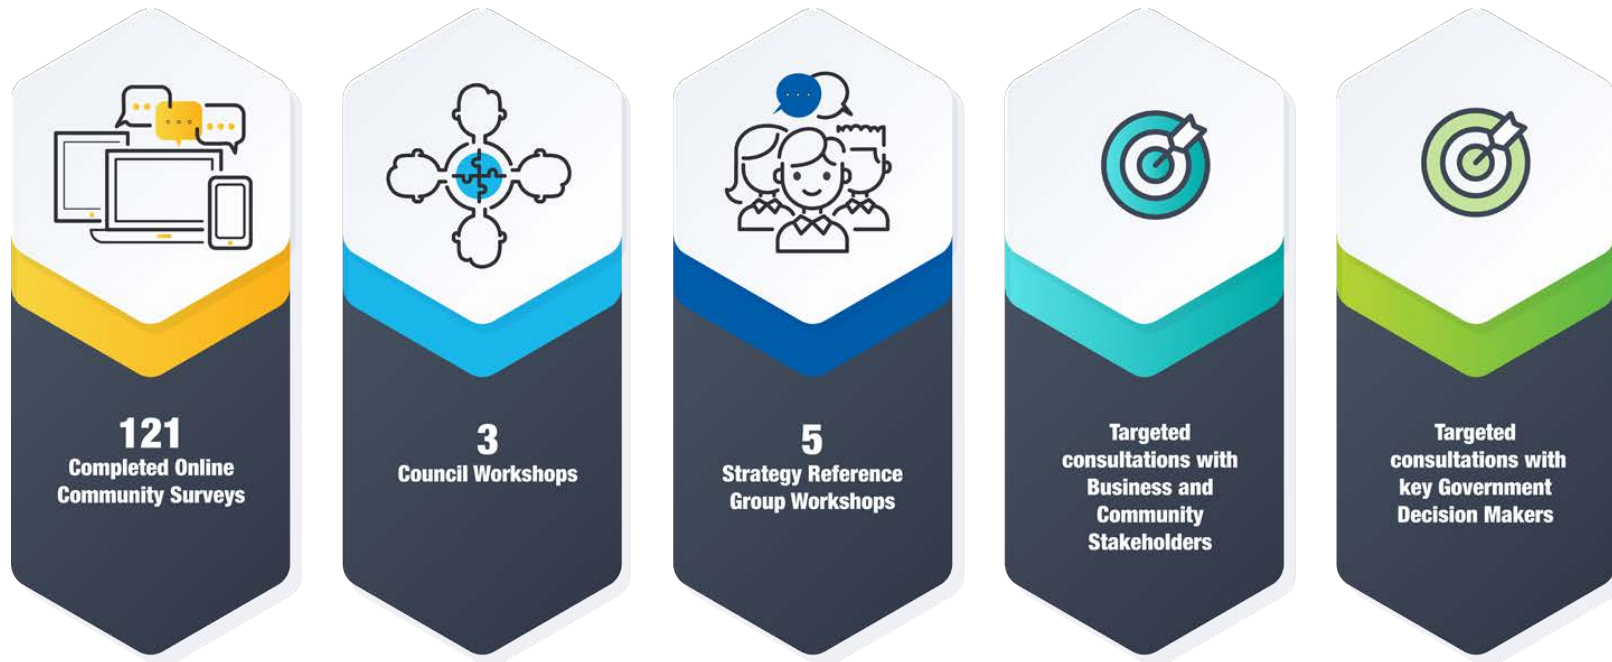 121
Completed Online
Community Surveys
3
Council Workshops
5
Strategy Reference
Group Workshops
Targeted
consultations with
Business and
Community
Stakeholders
Targeted
consultations with
key Government
Decision Makers